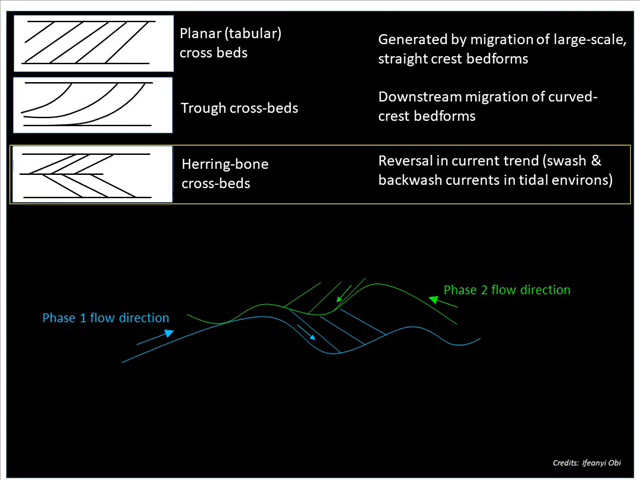 Planar (tabular)
cross beds
Generated by migration of large-scale,
straight crest bedforms
Trough cross-beds
Downstream migration of curved-
crest bedforms
Herring-bone
cross-beds
Reversal in current trend (swash &
backwash currents in tidal environs)
Phase 2 flow direction
Phase 1 flow direction
Credits: Ifeanyi Obi